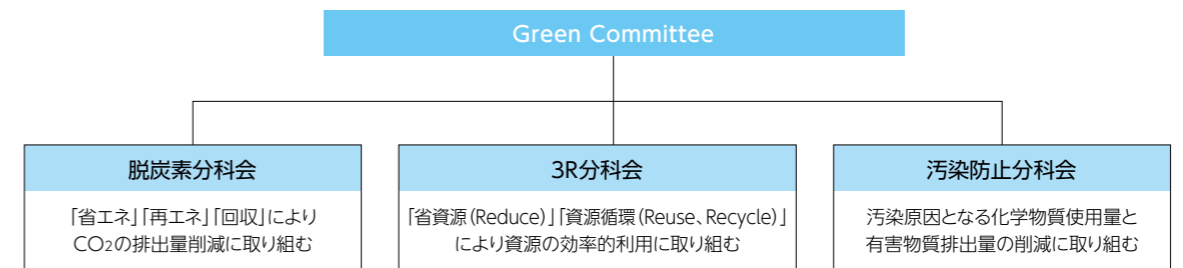 Green Committee
脱炭素分科会
「省エネ」「再エネ」「回収」により
CO2の排出量削減に取り組む
3R分科会
「省資源(Reduce)」「資源循環(Reuse、Recycle)」
により資源の効率的利用に取り組む
汚染防止分科会
汚染原因となる化学物質使用量と
有害物質排出量の削減に取り組む